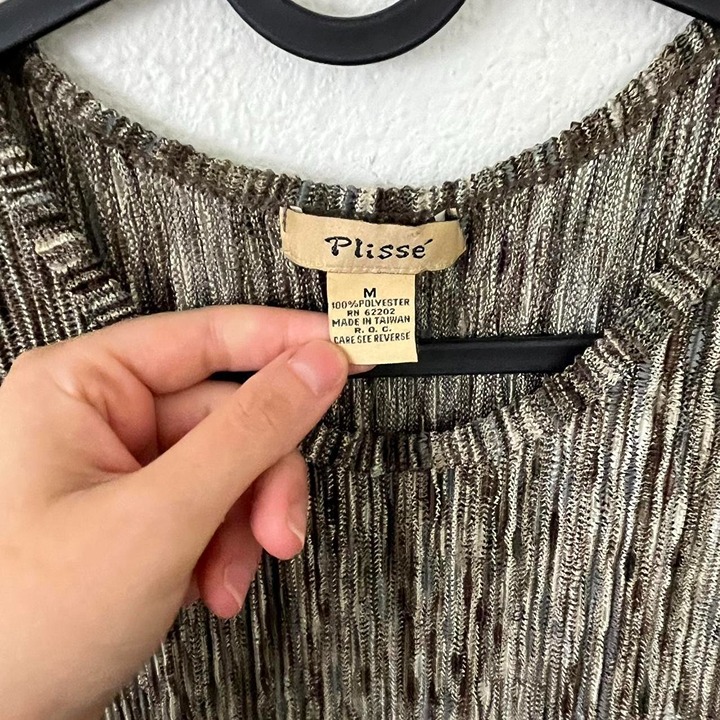 Plissé
M
100%POLYESTER
RN 62202
MADE IN TAIWAN
R. O. C.
CARE SEE REVERSE